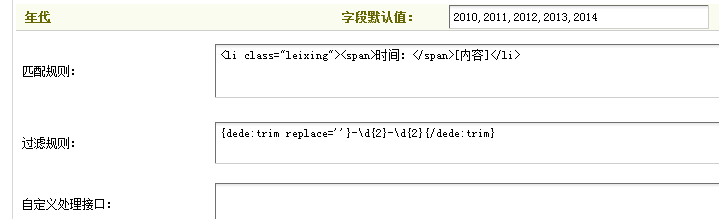 年代 字段默认值： 2010,2011,2012,2013,2014
匹配规则： <li class="leixing"><span>时间：</span>[内容]</li>
过滤规则： {dede:trim replace=''}-\d{2}-\d{2}{/dede:trim}
自定义处理接口：